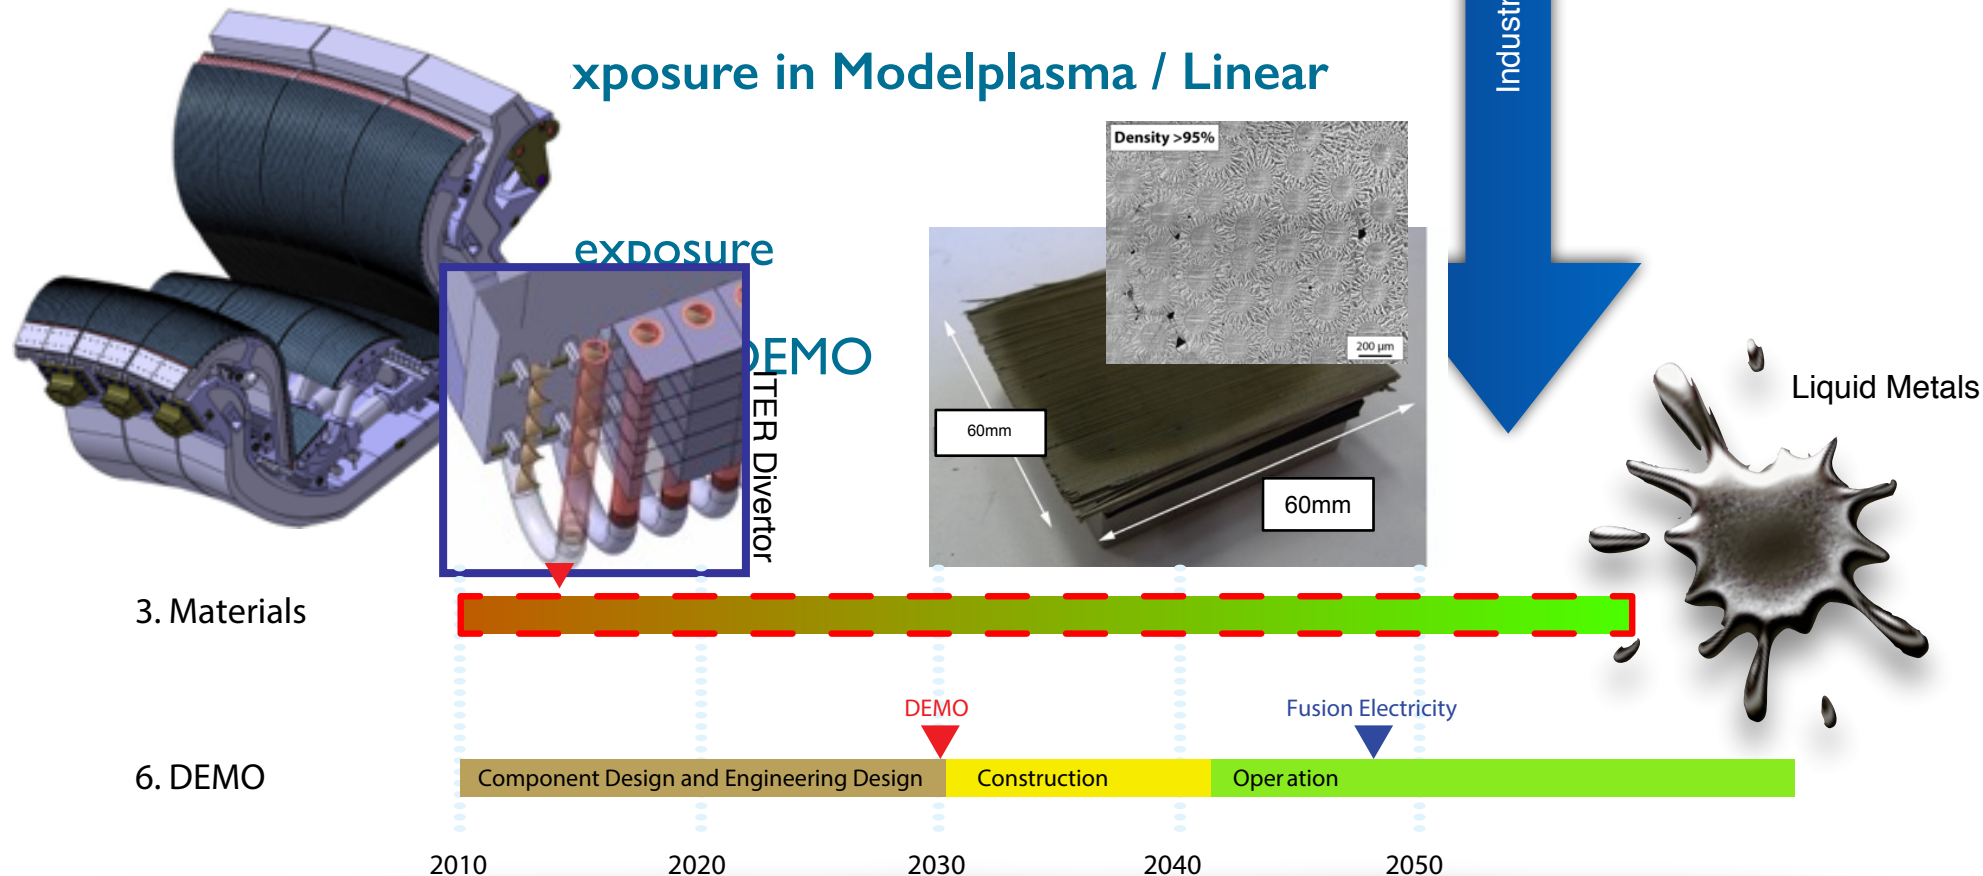 Industr
xposure in Modelplasma / Linear
Density >95%
exposure
200 µm
DEMO
ITER Divertor
Liquid Metals
60mm
60mm
3. Materials
DEMO
Fusion Electricity
6. DEMO
Component Design and Engineering Design
Construction
Operation
2010
2020
2030
2040
2050